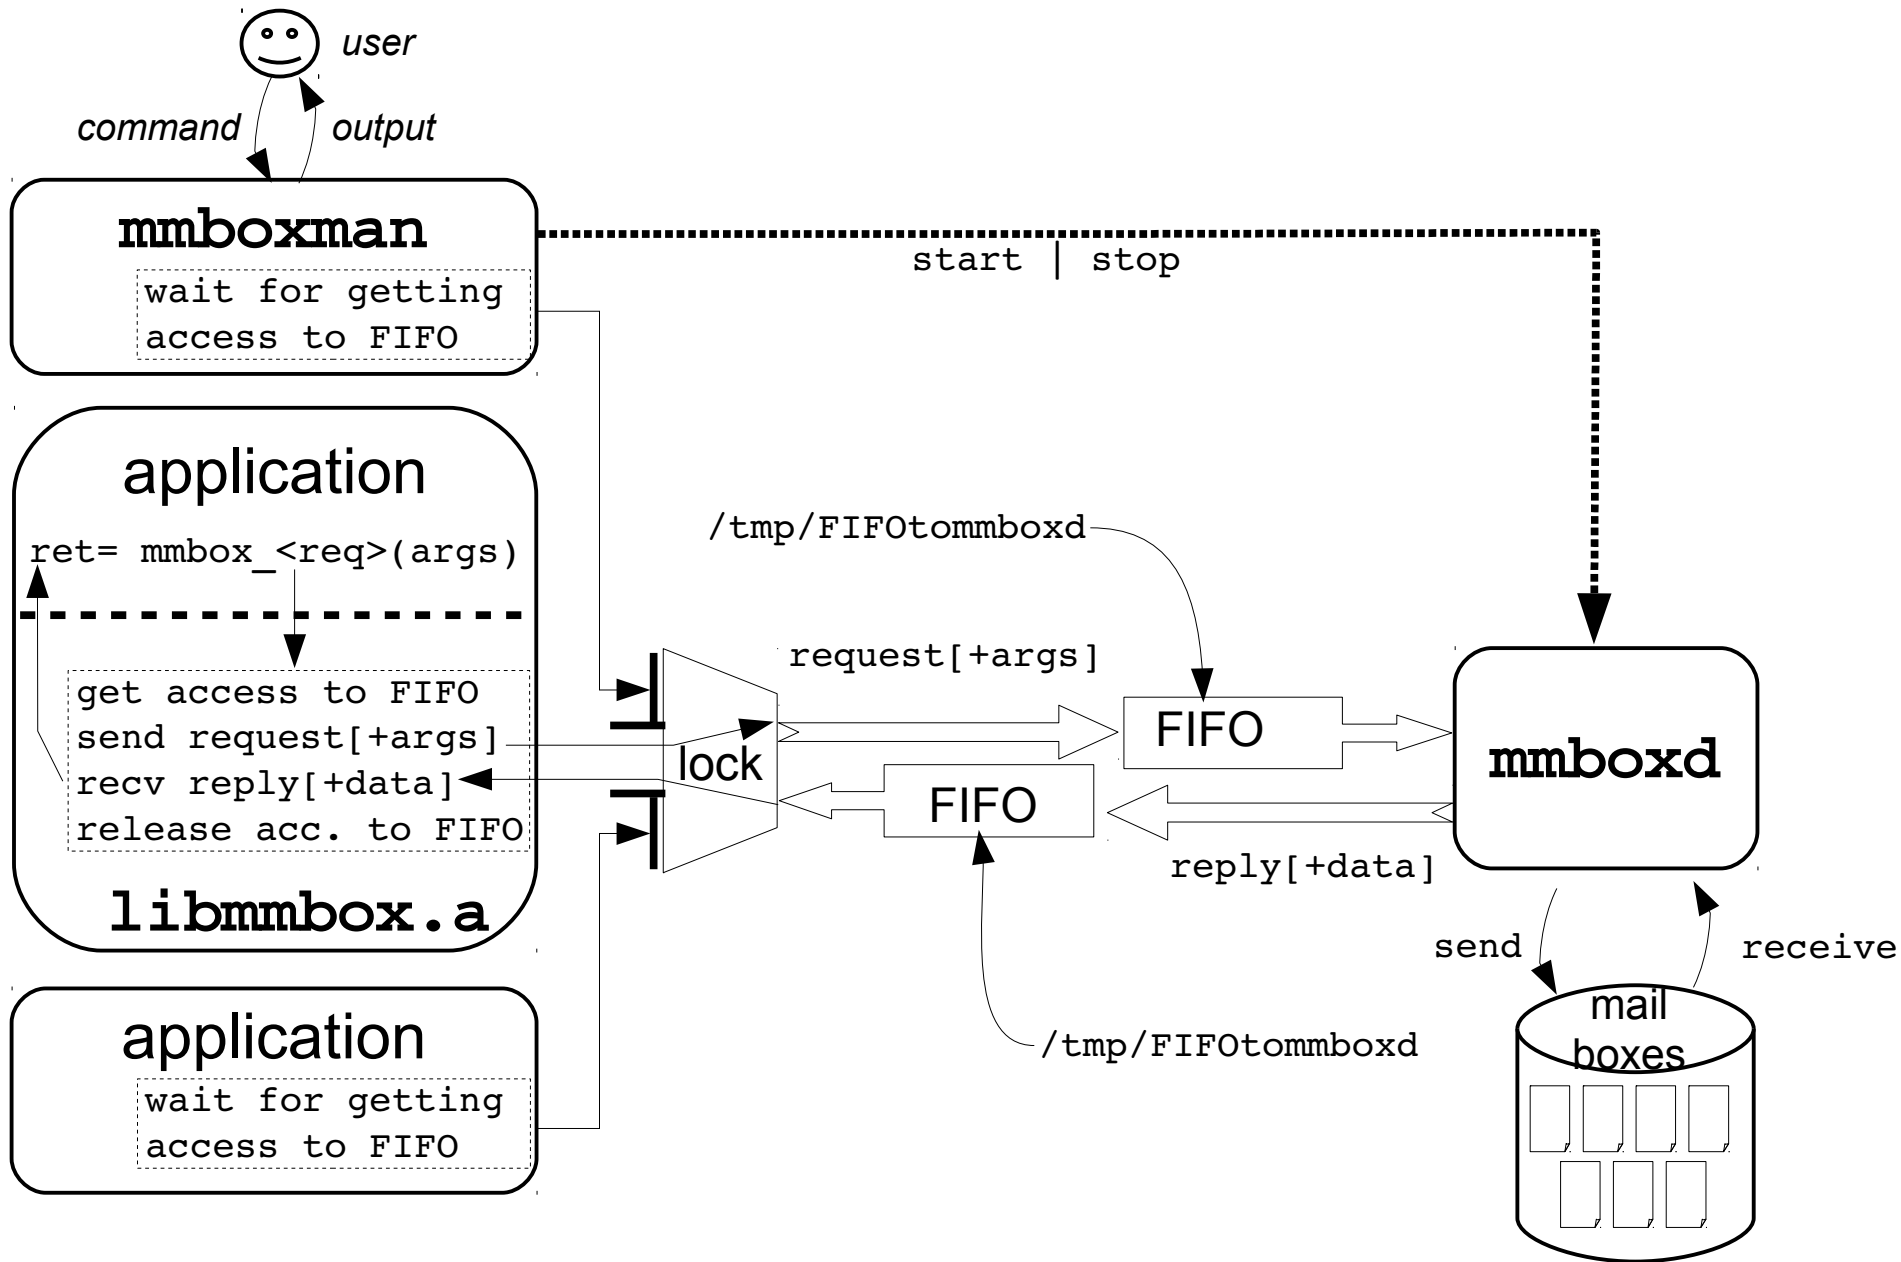 user
command
output
mmboxman
wait for getting
access to FIFO
start | stop
application
ret= mmbox_<req>(args)
get access to FIFO
send request[+args]
recv reply[+data]
release acc. to FIFO
libmmbox.a
application
wait for getting
access to FIFO
lock
/tmp/FIFOtommboxd
request[+args]
FIFO
FIFO
reply[+data]
/tmp/FIFOtommboxd
mmboxd
send
receive
mail
boxes